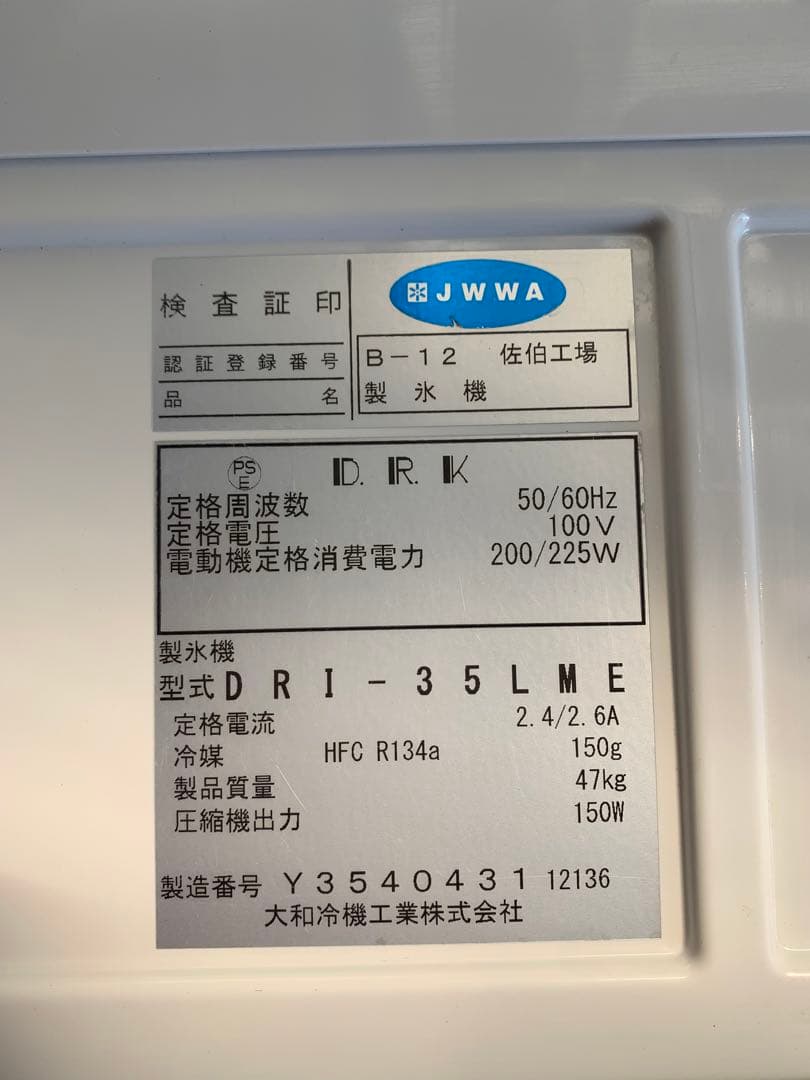 検査証印
JWWA
認証登録番号
B-12 佐伯工場
品名
製氷機
PS E D.R.K
定格周波数 50/60Hz
定格電圧 100V
電動機定格消費電力 200/225W
製氷機
型式 DRI-35LME
定格電流 2.4/2.6A
冷媒 HFC R134a 150g
製品質量 47kg
圧縮機出力 150W
製造番号 Y3540431 12136
大和冷機工業株式会社